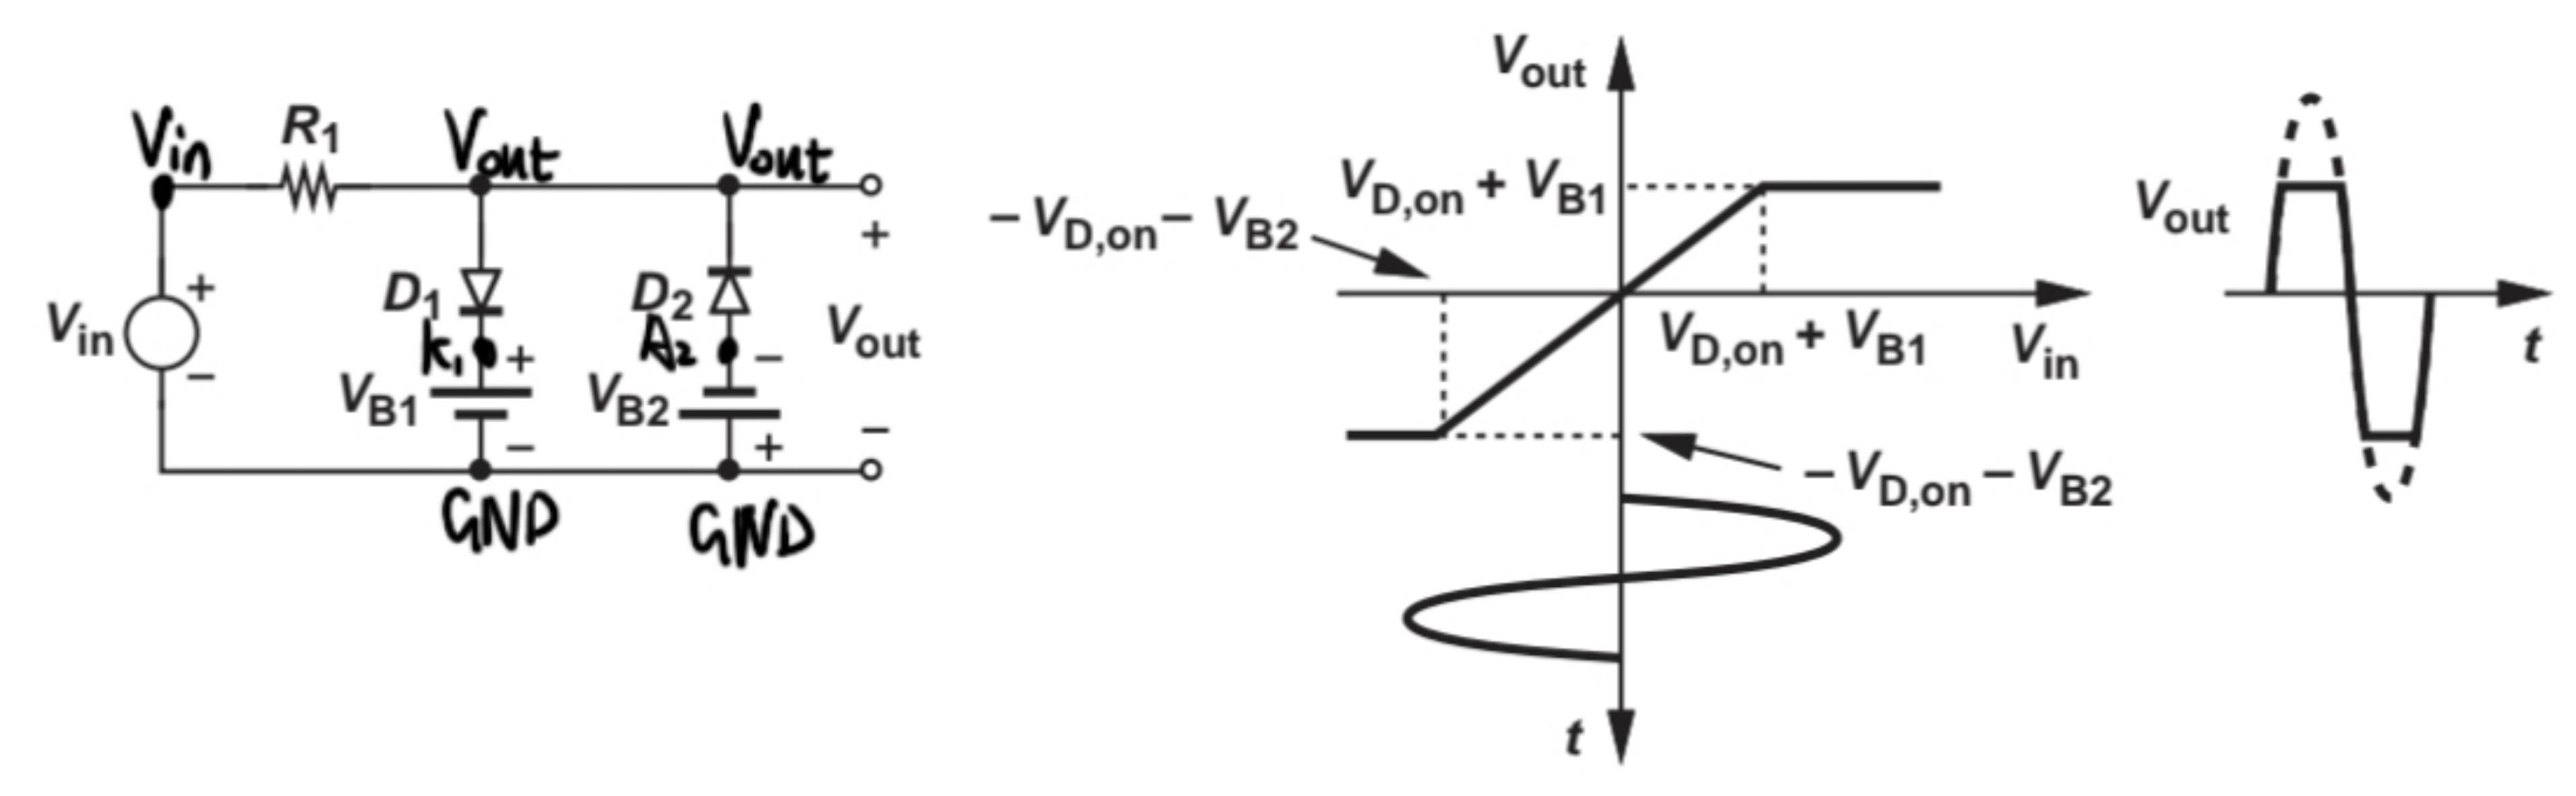 Vin
R1
Vout
Vout
Vin
+
−
D1
k1
+
VB1
−
D2
A2
−
VB2
+
+
Vout
−
GND
GND
Vout
VD,on + VB1
− VD,on − VB2
VD,on + VB1
Vin
− VD,on − VB2
t
Vout
t